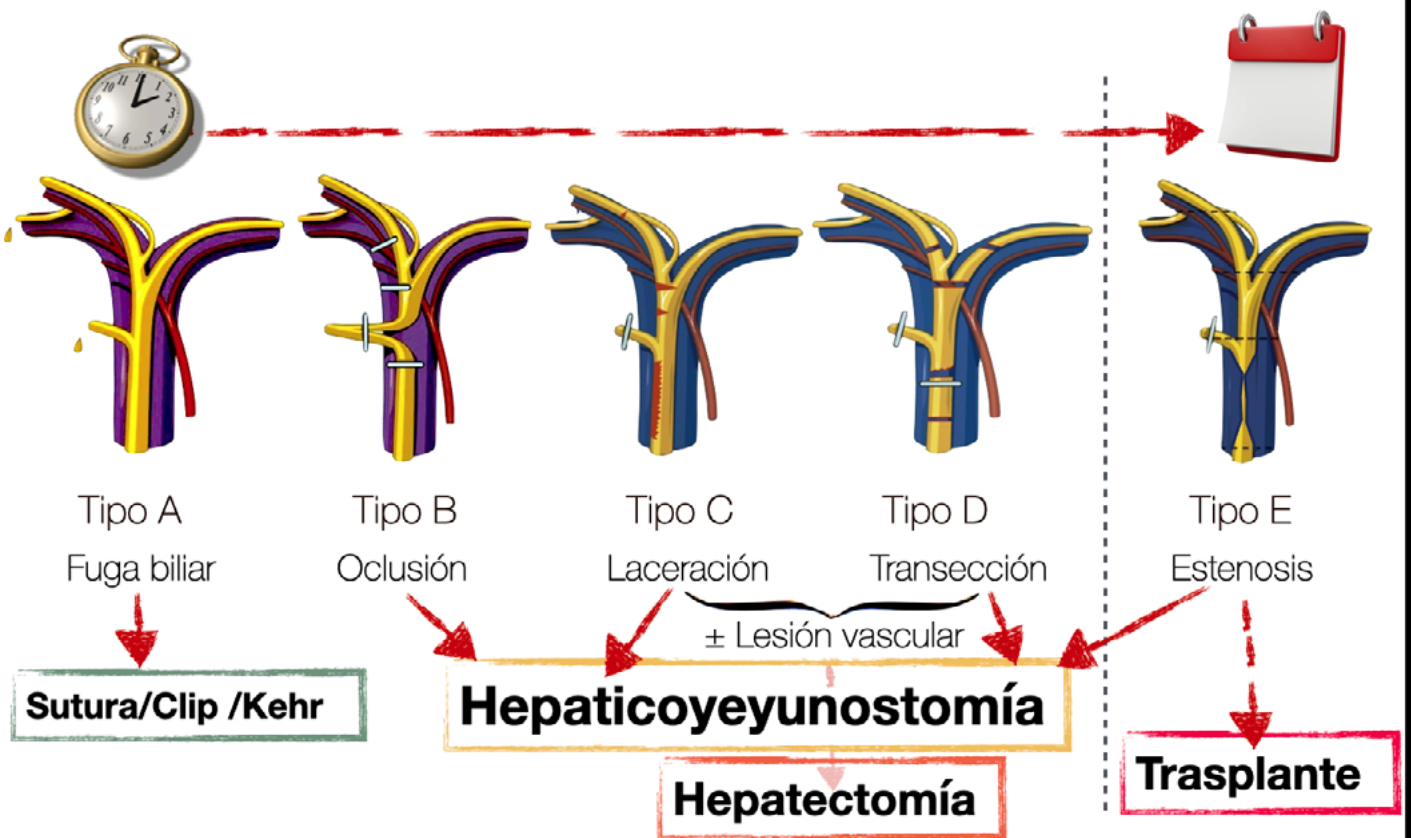 Tipo A
Tipo B
Tipo C
Tipo D
Tipo E
Fuga biliar
Oclusión
Laceración
Transección
Estenosis
± Lesión vascular
Sutura/Clip /Kehr
Hepaticoyeyunostomía
Trasplante
Hepatectomía